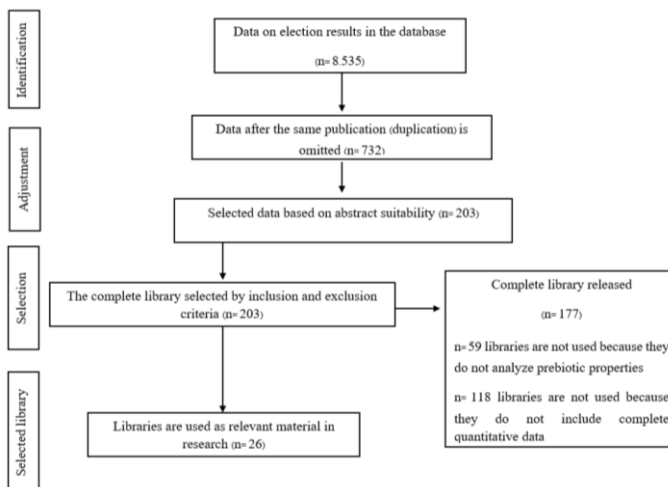 Identification
Data on election results in the database
(n=8.535)
Adjustment
Data after the same publication (duplication) is
omitted (n=732)
Selected data based on abstract suitability (n=203)
Selection
The complete library selected by inclusion and exclusion
criteria (n=203)
Complete library released
(n=177)
n=59 libraries are not used because they
do not analyze prebiotic properties
n= 118 libraries are not used because
they do not include complete
quantitative data
Selected library
Libraries are used as relevant material in
research (n=26)